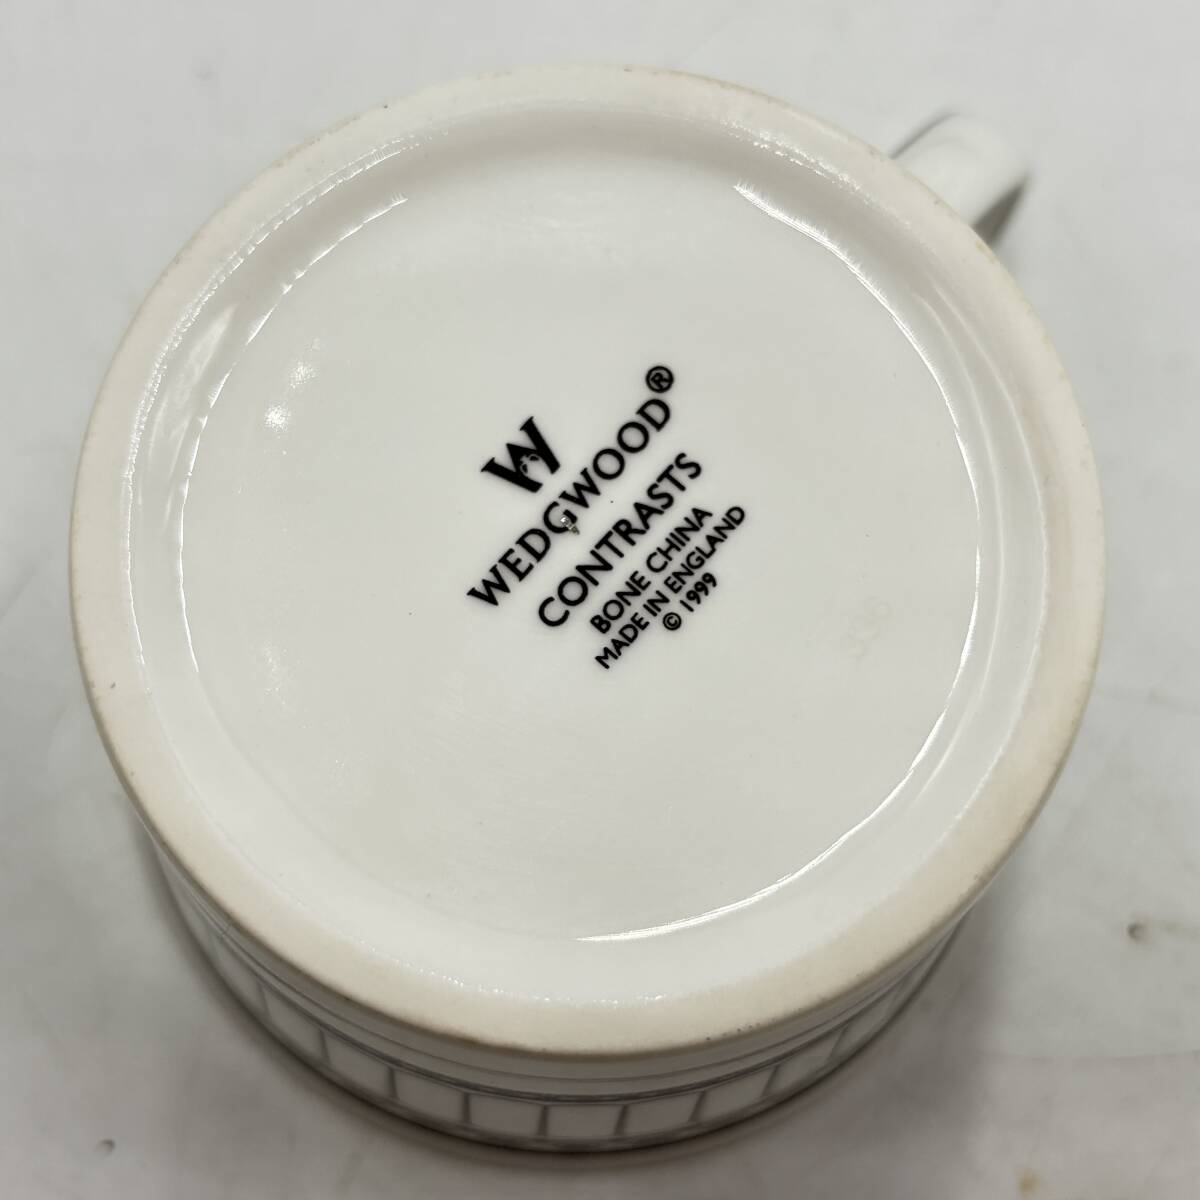 W
WEDGWOOD®
CONTRASTS
BONE CHINA
MADE IN ENGLAND
© 1999